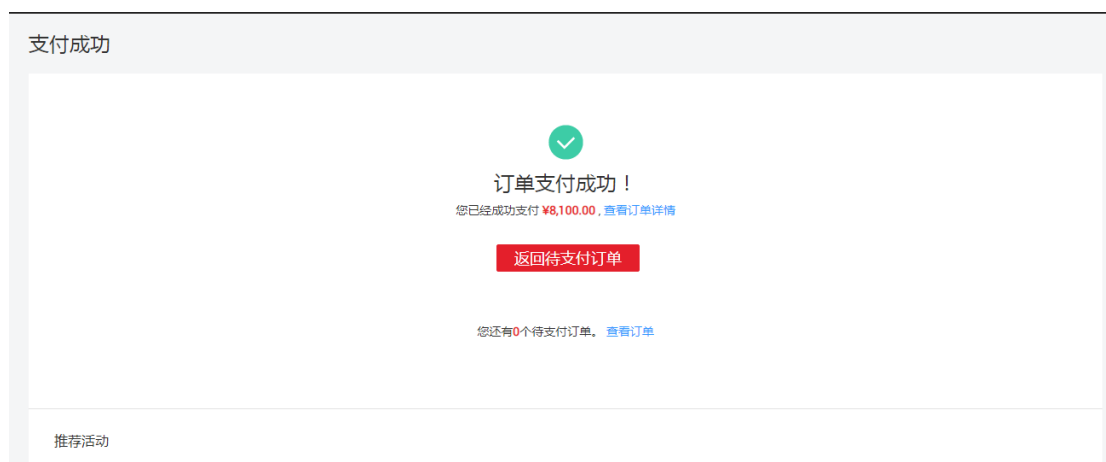 支付成功
订单支付成功！
您已经成功支付 ¥8,100.00 , 查看订单详情
返回待支付订单
您还有0个待支付订单。 查看订单
推荐活动